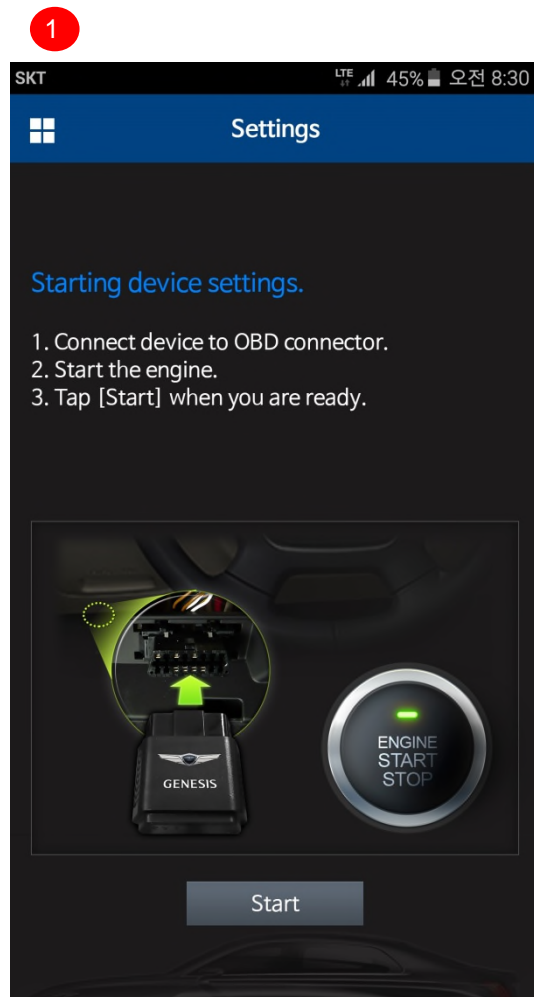 1
SKT LTE 45% 오전 8:30
Settings
Starting device settings.
1. Connect device to OBD connector.
2. Start the engine.
3. Tap [Start] when you are ready.
GENESIS
ENGINE
START
STOP
Start